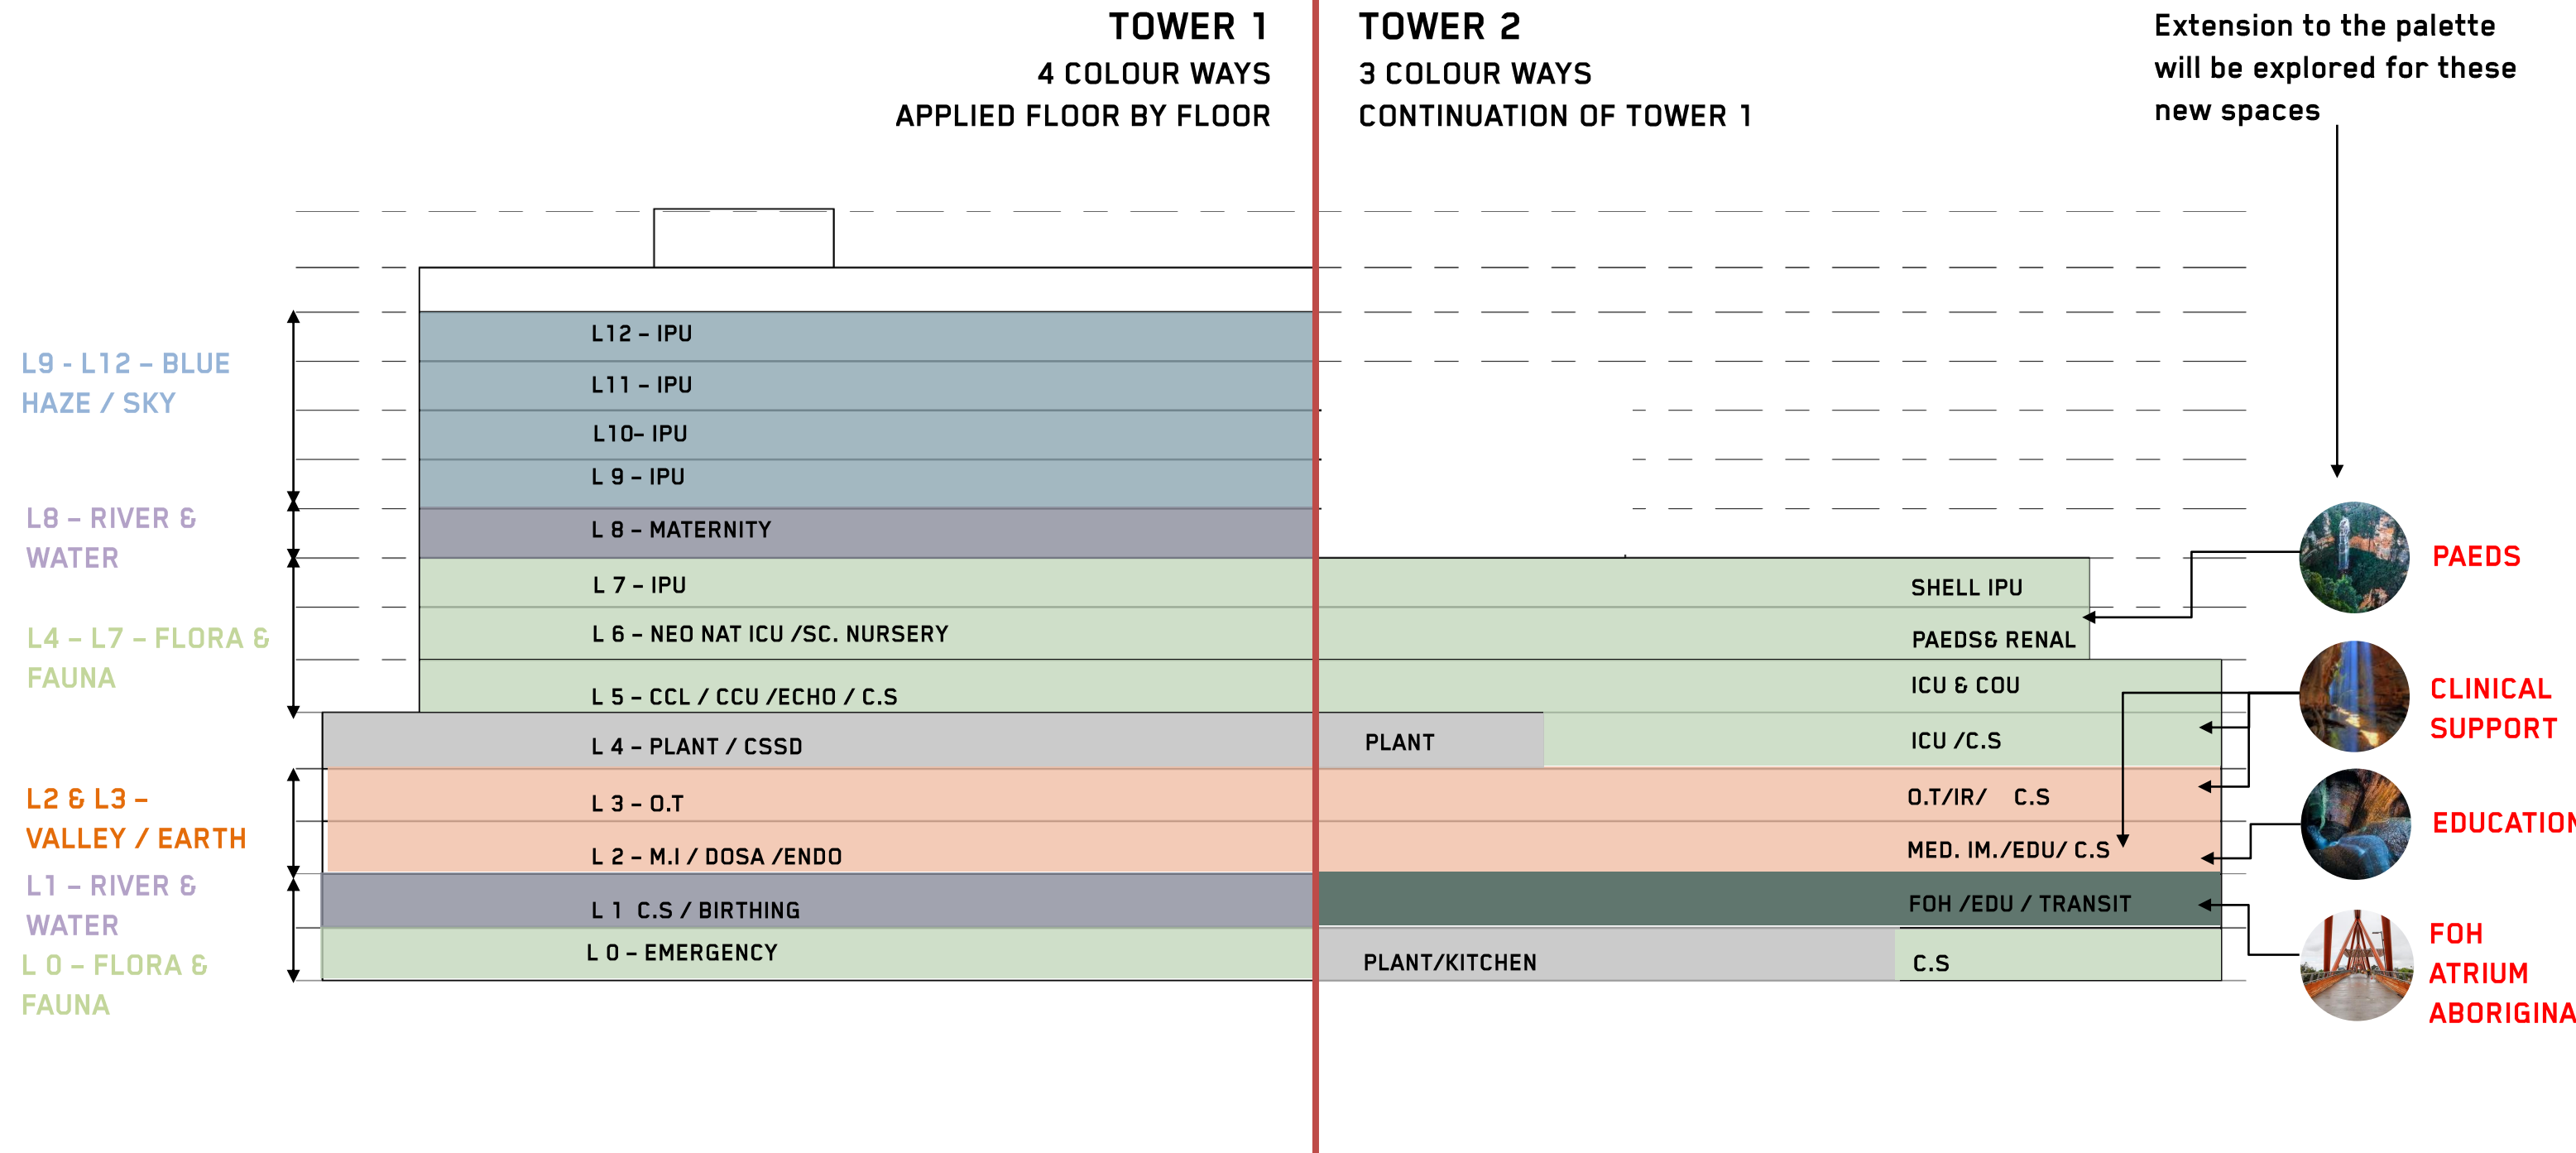 TOWER 1
4 COLOUR WAYS
APPLIED FLOOR BY FLOOR
TOWER 2
3 COLOUR WAYS
CONTINUATION OF TOWER 1
Extension to the palette
will be explored for these
new spaces
L9 - L12 – BLUE
HAZE / SKY
L8 – RIVER &
WATER
L4 – L7 – FLORA &
FAUNA
L2 & L3 –
VALLEY / EARTH
L1 – RIVER &
WATER
L 0 – FLORA &
FAUNA
L12 – IPU
L11 – IPU
L10– IPU
L 9 – IPU
L 8 – MATERNITY
L 7 – IPU
L 6 – NEO NAT ICU /SC. NURSERY
L 5 – CCL / CCU /ECHO / C.S
L 4 – PLANT / CSSD
L 3 – O.T
L 2 – M.I / DOSA /ENDO
L 1 C.S / BIRTHING
L 0 – EMERGENCY
SHELL IPU
PAEDS& RENAL
ICU & COU
PLANT
ICU /C.S
O.T/IR/ C.S
MED. IM./EDU/ C.S
FOH /EDU / TRANSIT
PLANT/KITCHEN
C.S
PAEDS
CLINICAL
SUPPORT
EDUCATION
FOH
ATRIUM
ABORIGINA